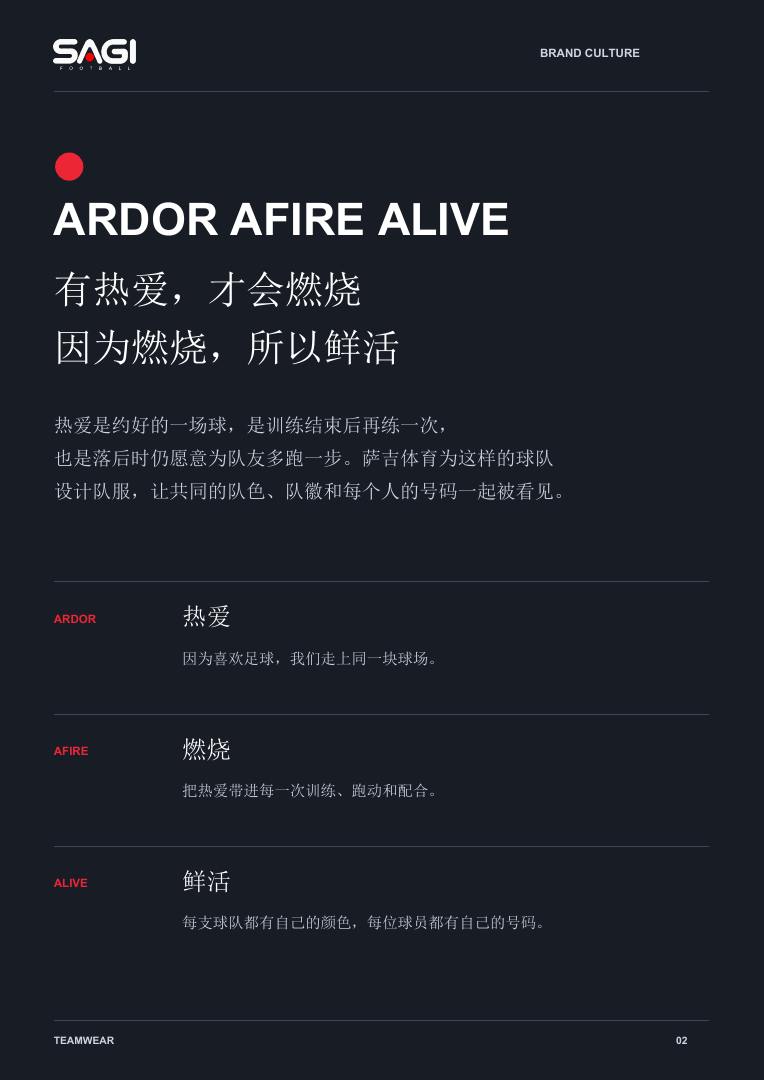 SAGI
FOOTBALL
BRAND CULTURE
ARDOR AFIRE ALIVE
有热爱，才会燃烧
因为燃烧，所以鲜活
热爱是约好的一场球，是训练结束后再练一次，
也是落后时仍愿意为队友多跑一步。萨吉体育为这样的球队
设计队服，让共同的队色、队徽和每个人的号码一起被看见。
ARDOR
热爱
因为喜欢足球，我们走上同一块球场。
AFIRE
燃烧
把热爱带进每一次训练、跑动和配合。
ALIVE
鲜活
每支球队都有自己的颜色，每位球员都有自己的号码。
TEAMWEAR
02